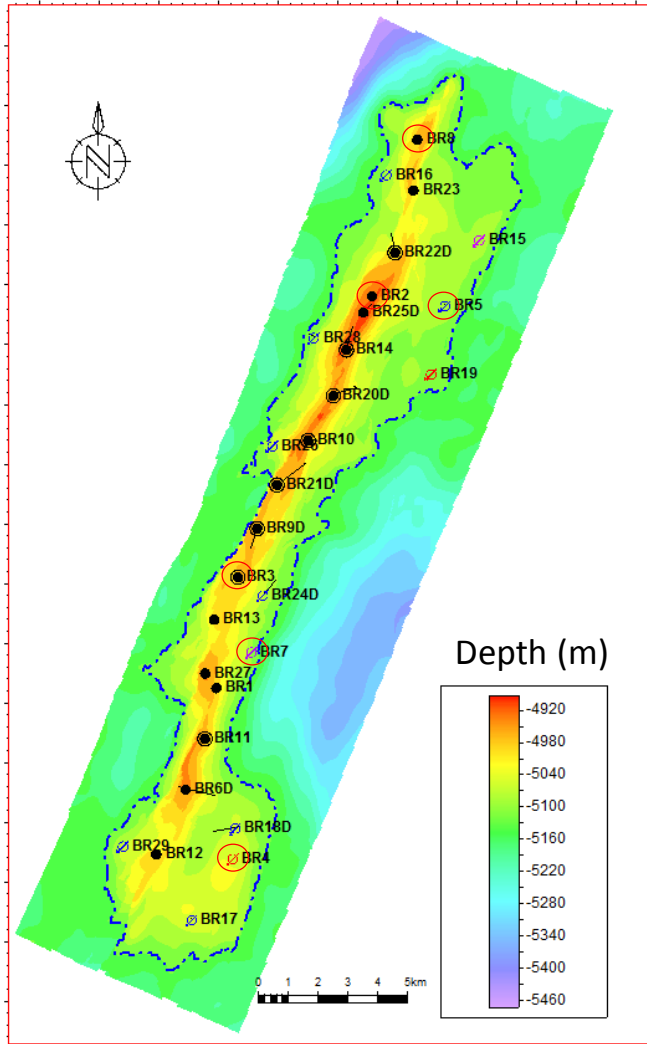 N
BR8
BR16
BR23
BR15
BR22D
BR2
BR5
BR25D
BR28
BR14
BR19
BR20D
BR10
BR26
BR21D
BR9D
BR3
BR24D
BR13
BR7
BR27
BR1
BR11
BR6D
BR18D
BR29
BR12
BR4
BR17
Depth (m)
-4920
-4980
-5040
-5100
-5160
-5220
-5280
-5340
-5400
-5460
0 1 2 3 4 5km